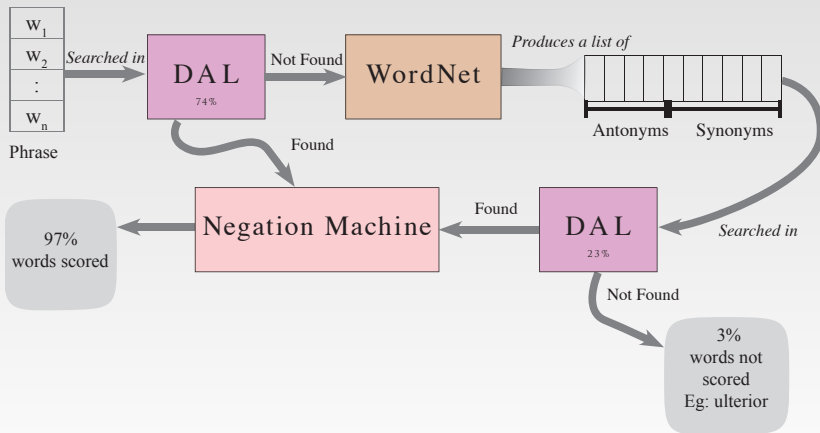 w1
w2
:
wn
Phrase
Searched in
DAL
74%
Not Found
WordNet
Produces a list of
Antonyms
Synonyms
Found
Searched in
DAL
23%
Found
Negation Machine
97%
words scored
Not Found
3%
words not
scored
Eg: ulterior